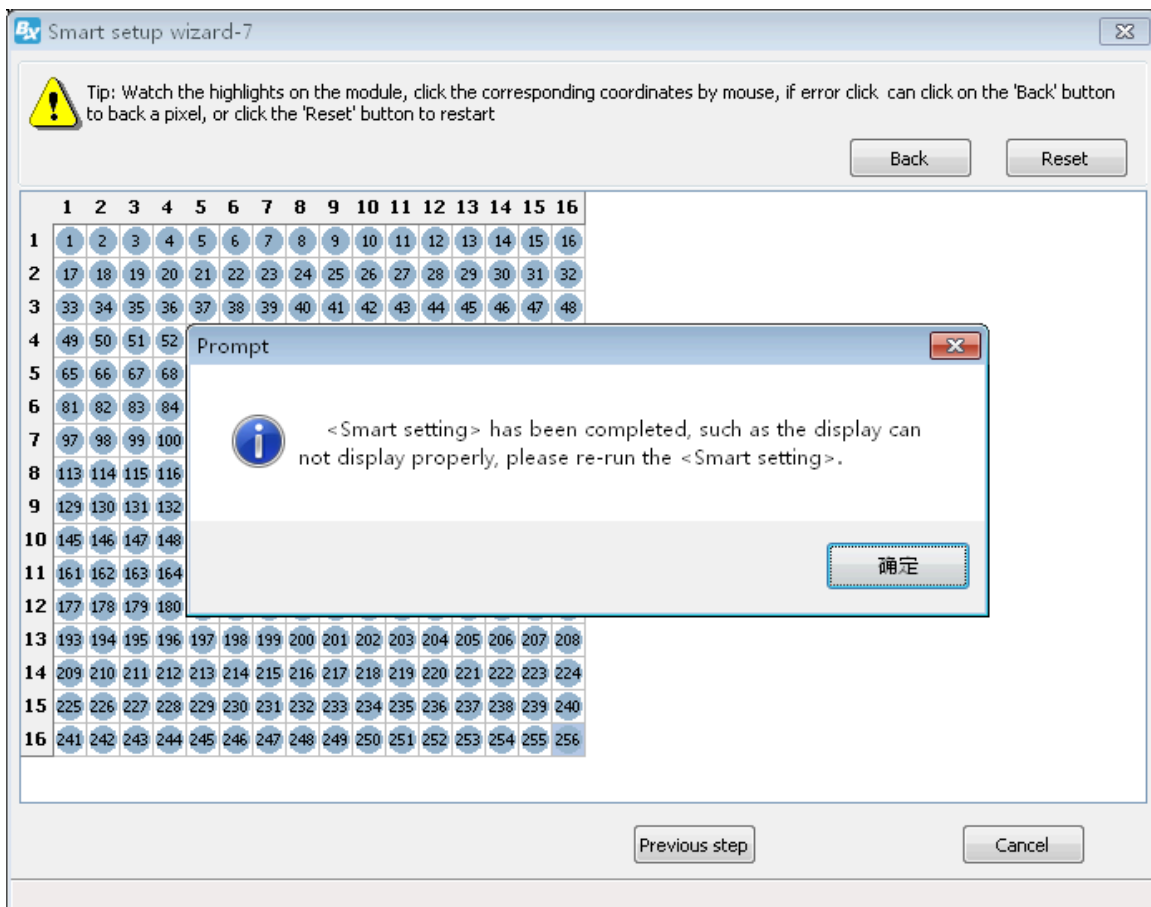 BX Smart setup wizard-7
Tip: Watch the highlights on the module, click the corresponding coordinates by mouse, if error click can click on the 'Back' button
to back a pixel, or click the 'Reset' button to restart
Back Reset
1 2 3 4 5 6 7 8 9 10 11 12 13 14 15 16
1 1 2 3 4 5 6 7 8 9 10 11 12 13 14 15 16
2 17 18 19 20 21 22 23 24 25 26 27 28 29 30 31 32
3 33 34 35 36 37 38 39 40 41 42 43 44 45 46 47 48
4 49 50 51 52
5 65 66 67 68
6 81 82 83 84
7 97 98 99 100
8 113 114 115 116
9 129 130 131 132
10 145 146 147 148
11 161 162 163 164
12 177 178 179 180
13 193 194 195 196 197 198 199 200 201 202 203 204 205 206 207 208
14 209 210 211 212 213 214 215 216 217 218 219 220 221 222 223 224
15 225 226 227 228 229 230 231 232 233 234 235 236 237 238 239 240
16 241 242 243 244 245 246 247 248 249 250 251 252 253 254 255 256
Prompt
<Smart setting> has been completed, such as the display can
not display properly, please re-run the <Smart setting>.
确定
Previous step Cancel